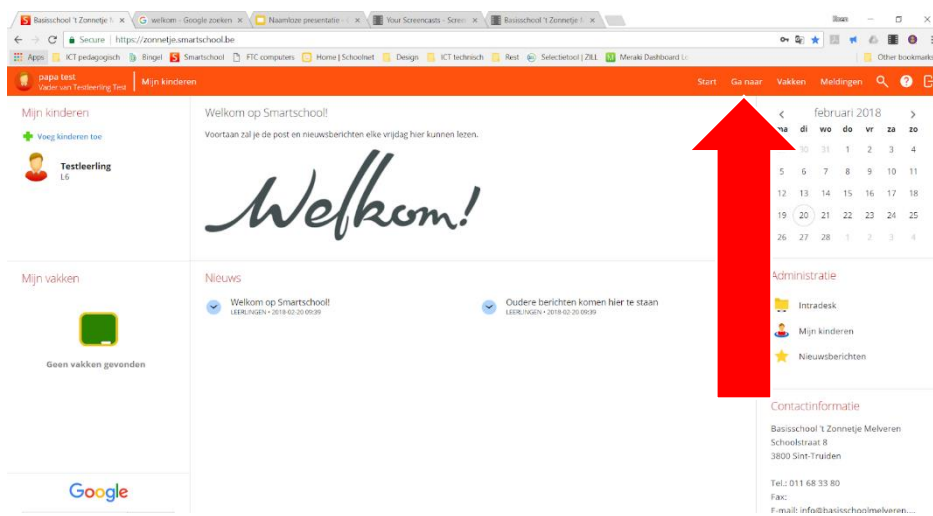 Basisschool 't Zonnetje
welkom - Google zoeken
Naamloze presentatie -
Your Screencasts - Scree
Basisschool 't Zonnetje
Secure | https://zonnetje.smartschool.be
Apps ICT pedagogisch Bingel Smartschool FTC computers Home | Schoolnet Design ICT technisch Rest Selectietool | ZILL Meraki Dashboard Other bookmarks
papa test
Vader van Testleerling Test
Mijn kinderen
Start Ga naar Vakken Meldingen
Mijn kinderen
Voeg kinderen toe
Testleerling
L6
Welkom op Smartschool!
Voortaan zal je de post en nieuwsberichten elke vrijdag hier kunnen lezen.
Welkom!
februari 2018
ma di wo do vr za zo
30 31 1 2 3 4
5 6 7 8 9 10 11
12 13 14 15 16 17 18
19 20 21 22 23 24 25
26 27 28 1 2 3 4
Mijn vakken
Geen vakken gevonden
Google
Nieuws
Welkom op Smartschool!
LEERLINGEN • 2018-02-20 09:39
Oudere berichten komen hier te staan
LEERLINGEN • 2018-02-20 09:39
Administratie
Intradesk
Mijn kinderen
Nieuwsberichten
Contactinformatie
Basisschool 't Zonnetje Melveren
Schoolstraat 8
3800 Sint-Truiden
Tel.: 011 68 33 80
Fax:
E-mail: info@basisschoolmelveren....